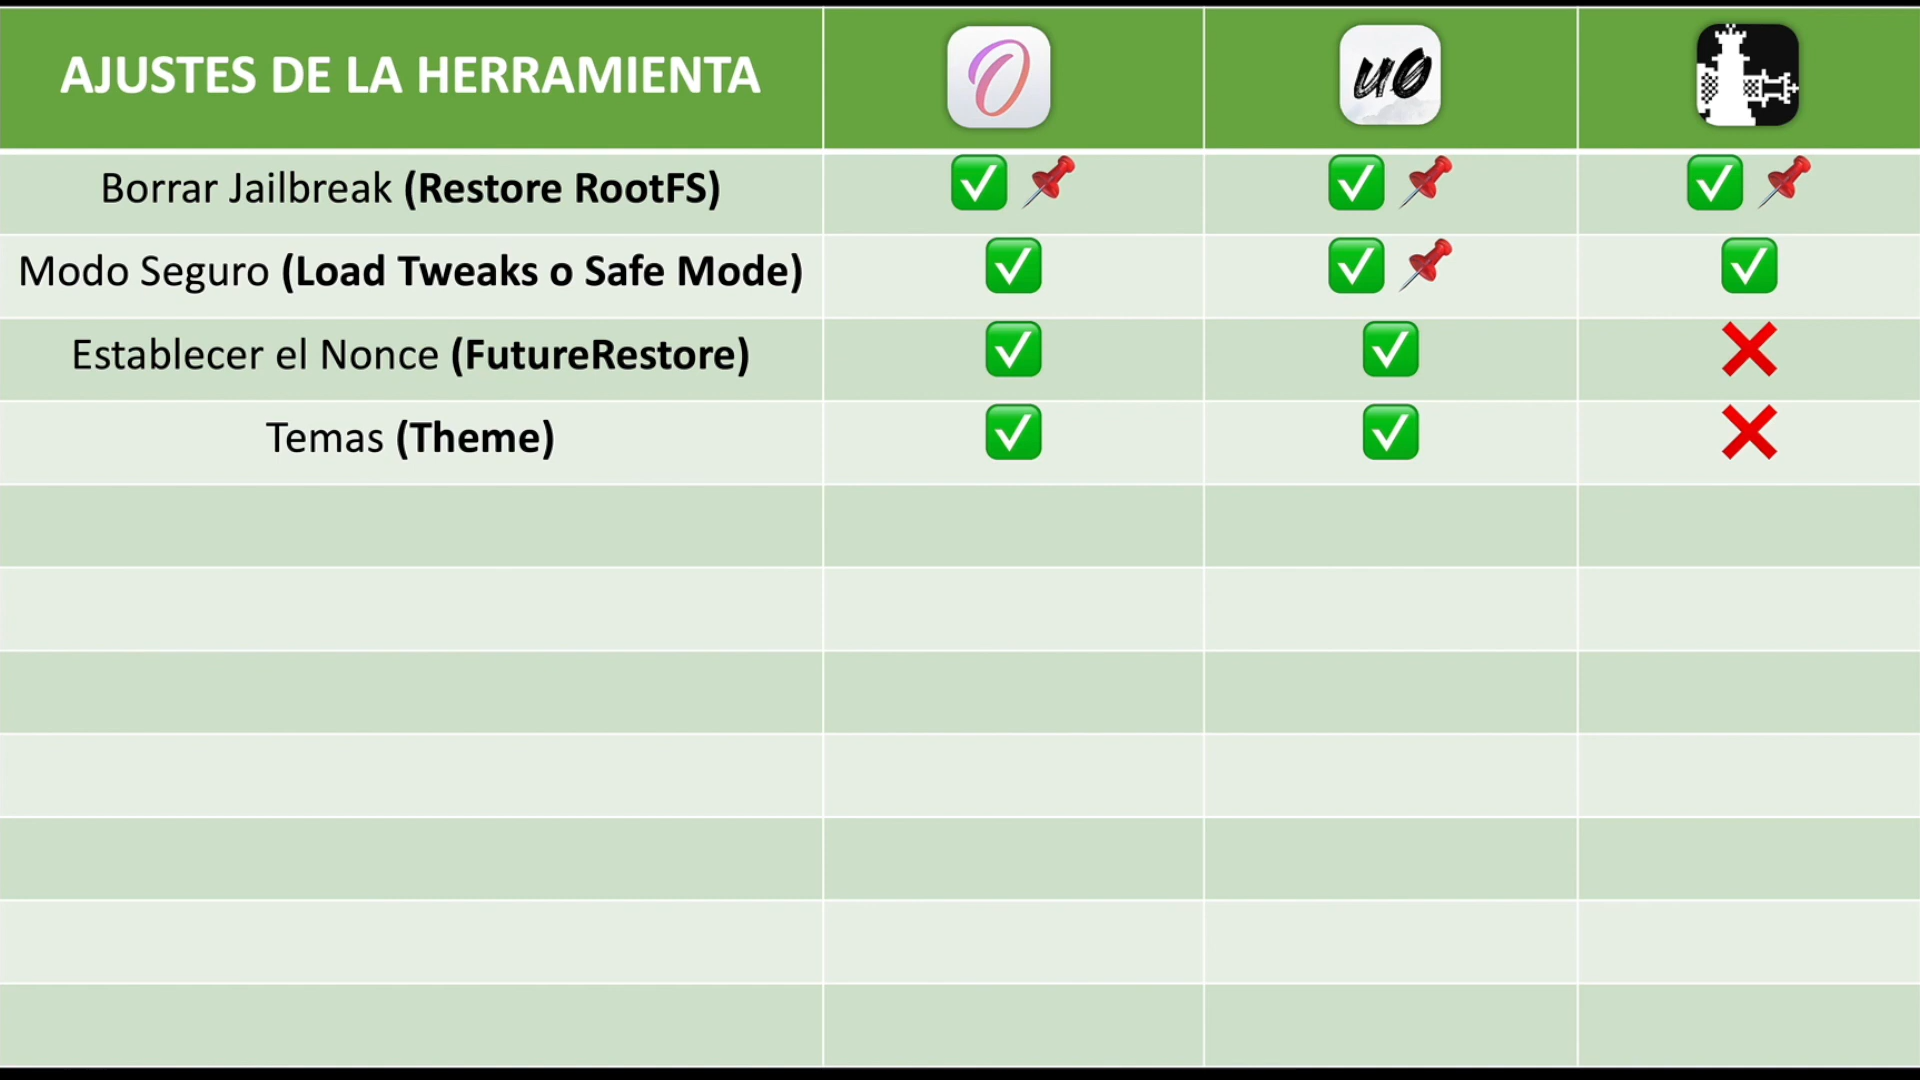 AJUSTES DE LA HERRAMIENTA
u0
Borrar Jailbreak (Restore RootFS)
Modo Seguro (Load Tweaks o Safe Mode)
Establecer el Nonce (FutureRestore)
Temas (Theme)